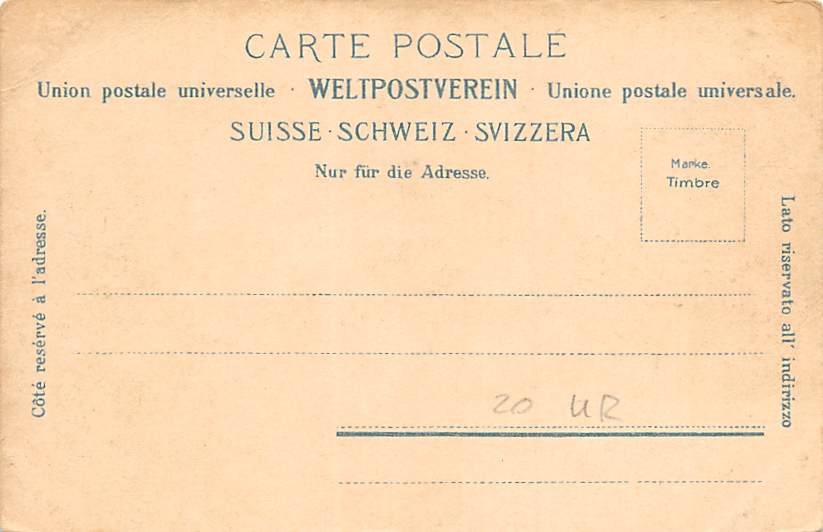 CARTE POSTALE
Union postale universelle · WELTPOSTVEREIN · Unione postale universale.
SUISSE · SCHWEIZ · SVIZZERA
Nur für die Adresse.
Marke.
Timbre
Côté resérvé à l'adresse.
Lato riservato all' indirizzo
20 UR